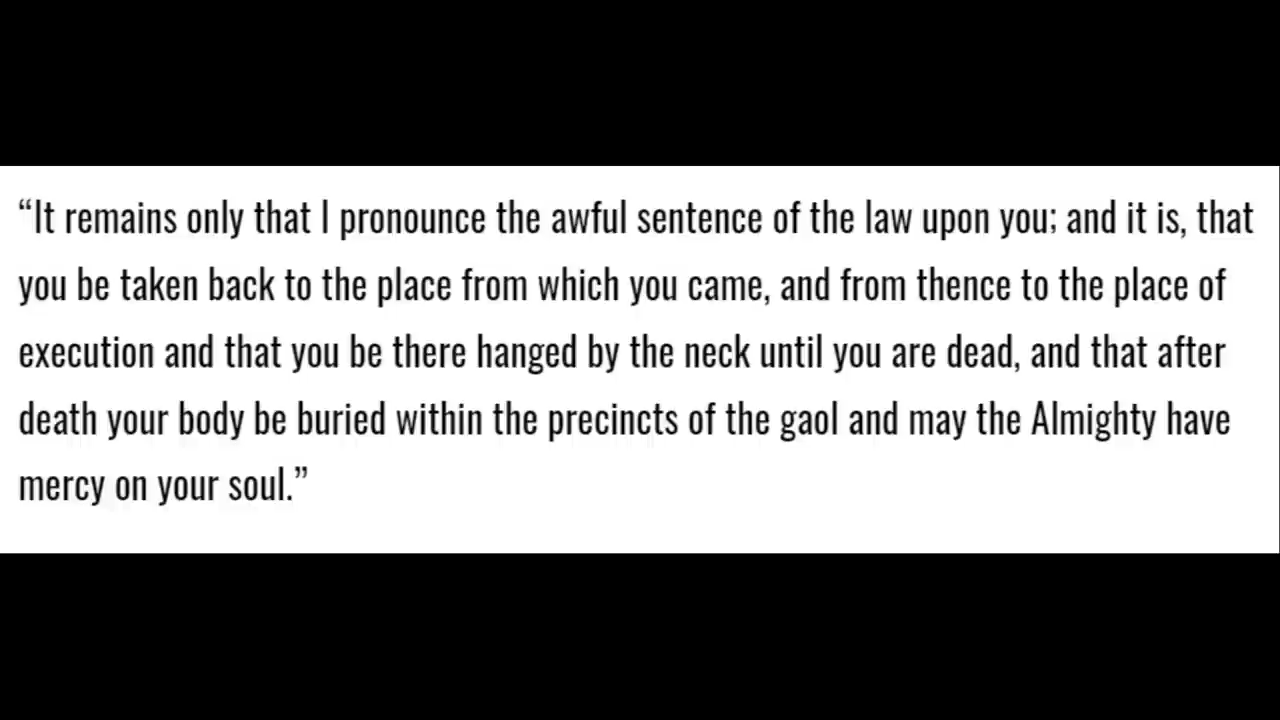 “It remains only that I pronounce the awful sentence of the law upon you; and it is, that
you be taken back to the place from which you came, and from thence to the place of
execution and that you be there hanged by the neck until you are dead, and that after
death your body be buried within the precincts of the gaol and may the Almighty have
mercy on your soul.”